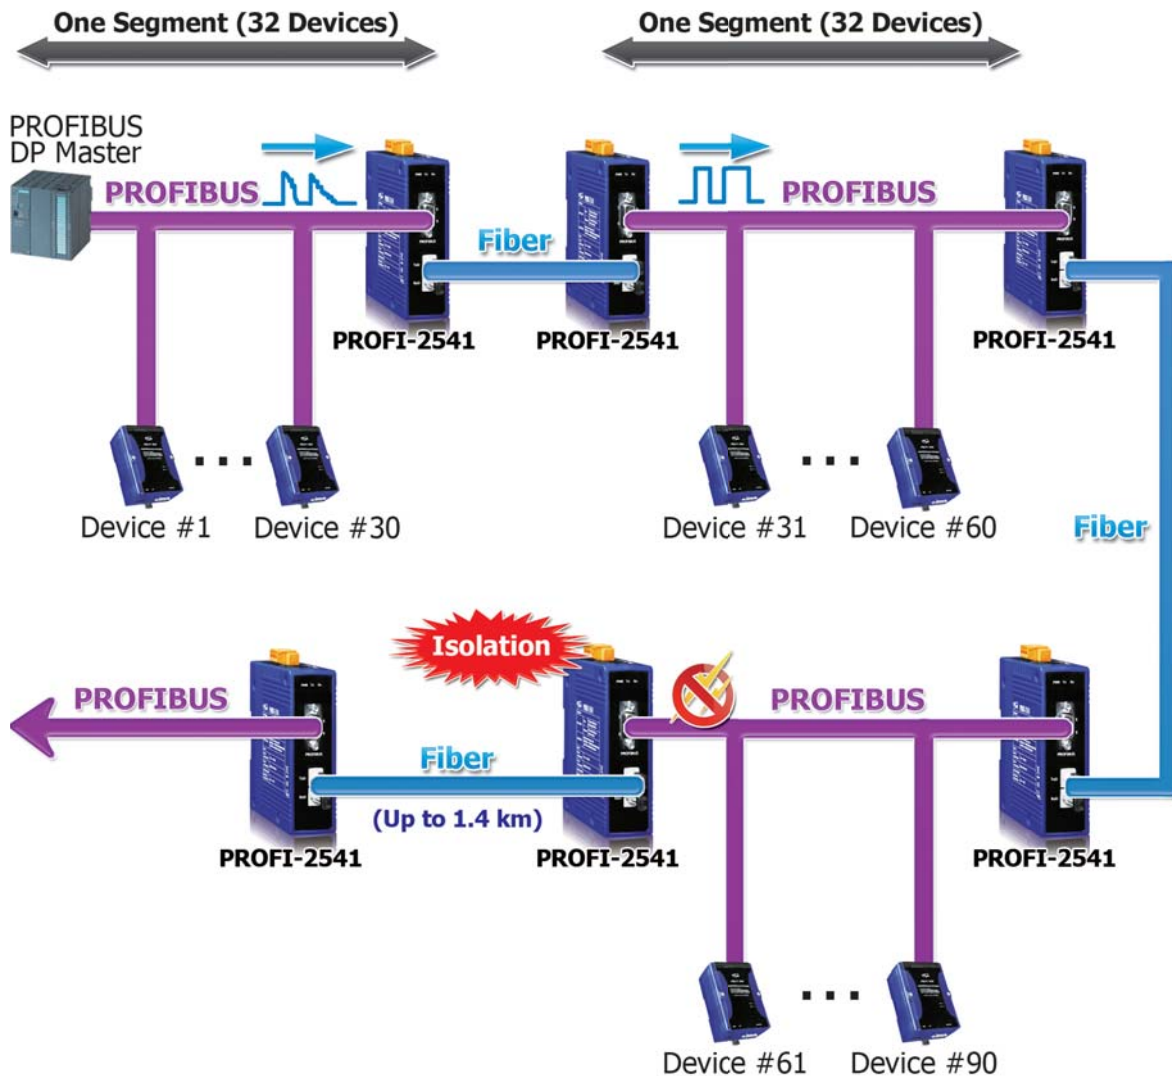 One Segment (32 Devices)
One Segment (32 Devices)
PROFIBUS
DP Master
PROFIBUS
PROFIBUS
Fiber
PROFI-2541
PROFI-2541
PROFI-2541
Device #1
Device #30
Device #31
Device #60
Fiber
Isolation
PROFIBUS
PROFIBUS
Fiber
(Up to 1.4 km)
PROFI-2541
PROFI-2541
PROFI-2541
Device #61
Device #90